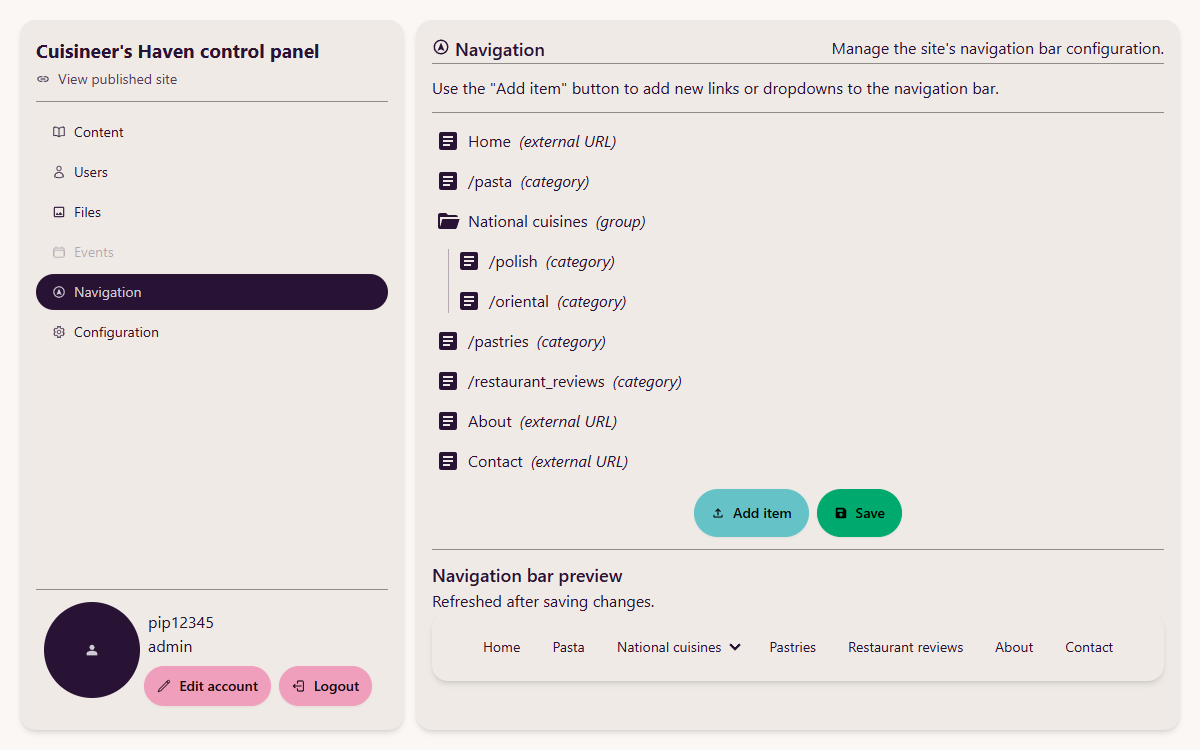 Cuisineer's Haven control panel
View published site
Content
Users
Files
Events
Navigation
Configuration
pip12345
admin
Edit account
Logout
Navigation
Manage the site's navigation bar configuration.
Use the "Add item" button to add new links or dropdowns to the navigation bar.
Home (external URL)
/pasta (category)
National cuisines (group)
/polish (category)
/oriental (category)
/pastries (category)
/restaurant_reviews (category)
About (external URL)
Contact (external URL)
Add item
Save
Navigation bar preview
Refreshed after saving changes.
Home Pasta National cuisines Pastries Restaurant reviews About Contact